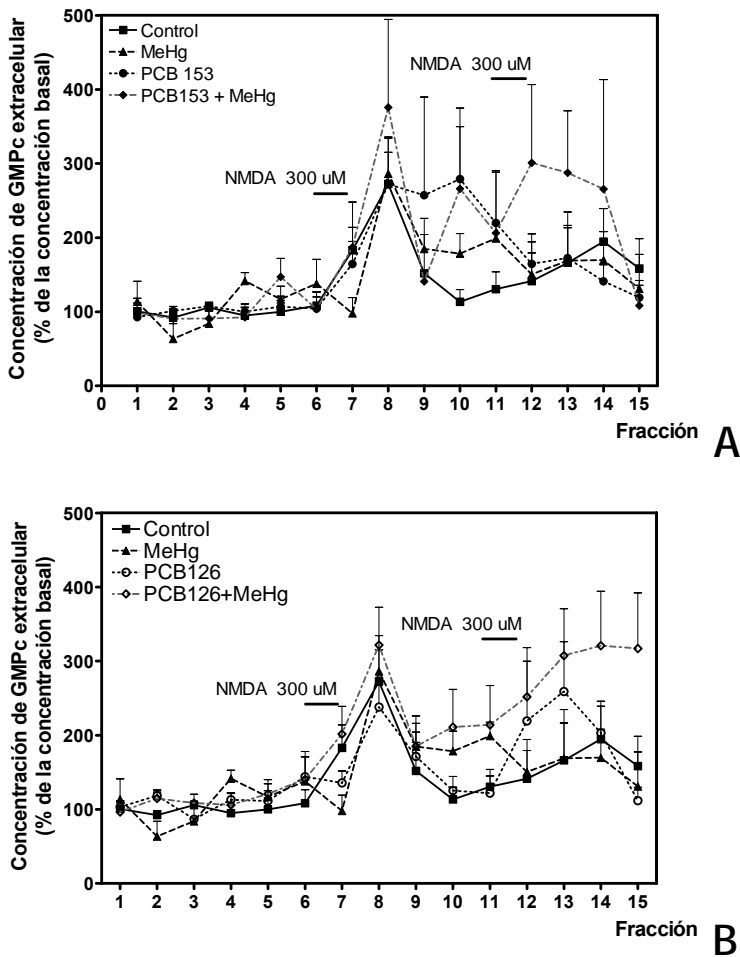 Concentración de GMPc extracelular
(% de la concentración basal)
500
400
300
200
100
0
Control
MeHg
PCB 153
PCB153 + MeHg
NMDA 300 uM
NMDA 300 uM
0 1 2 3 4 5 6 7 8 9 10 11 12 13 14 15
Fracción
A
Concentración de GMPc extracelular
(% de la concentración basal)
500
400
300
200
100
0
Control
MeHg
PCB126
PCB126+MeHg
NMDA 300 uM
NMDA 300 uM
1 2 3 4 5 6 7 8 9 10 11 12 13 14 15
Fracción
B